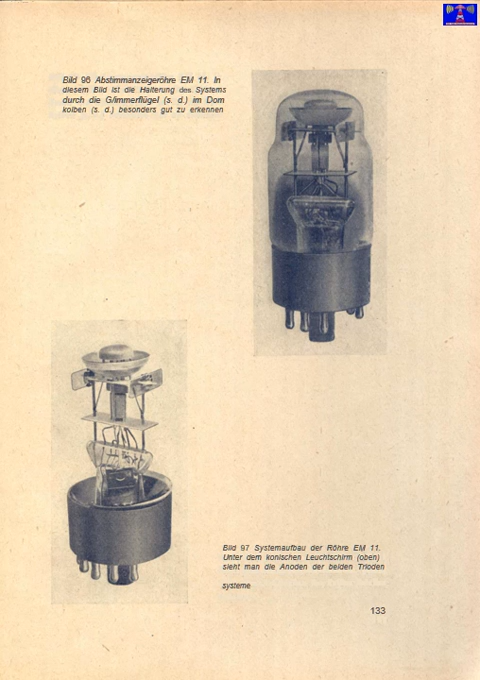 Bild 96 Abstimmanzeigeröhre EM 11. In
diesem Bild ist die Halterung des Systems
durch die G/immerflügel (s. d.) im Dom
kolben (s. d.) besonders gut zu erkennen
Bild 97 Systemaufbau der Röhre EM 11.
Unter dem konischen Leuchtschirm (oben)
sieht man die Anoden der beiden Trioden
systeme
133